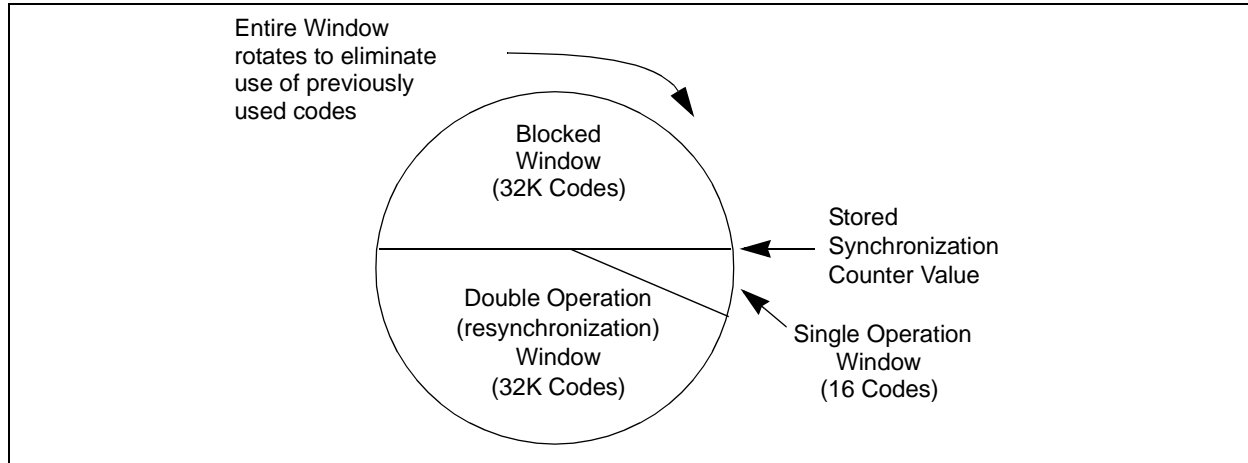 Entire Window
rotates to eliminate
use of previously
used codes
Blocked
Window
(32K Codes)
Stored
Synchronization
Counter Value
Double Operation
(resynchronization)
Window
(32K Codes)
Single Operation
Window
(16 Codes)